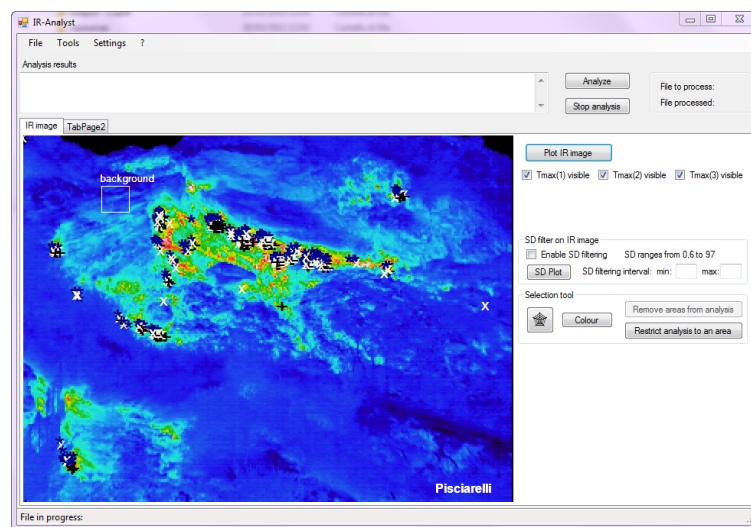 IR-Analyst
File Tools Settings ?
Analysis results
Analyze
File to process:
Stop analysis
File processed:
IR image TabPage2
Plot IR image
background
Tmax(1) visible Tmax(2) visible Tmax(3) visible
SD filter on IR image
Enable SD filtering SD ranges from 0,6 to 97
SD Plot SD filtering interval: min: max:
Selection tool
Remove areas from analysis
Colour
Restrict analysis to an area
Pisciarelli
File in progress: